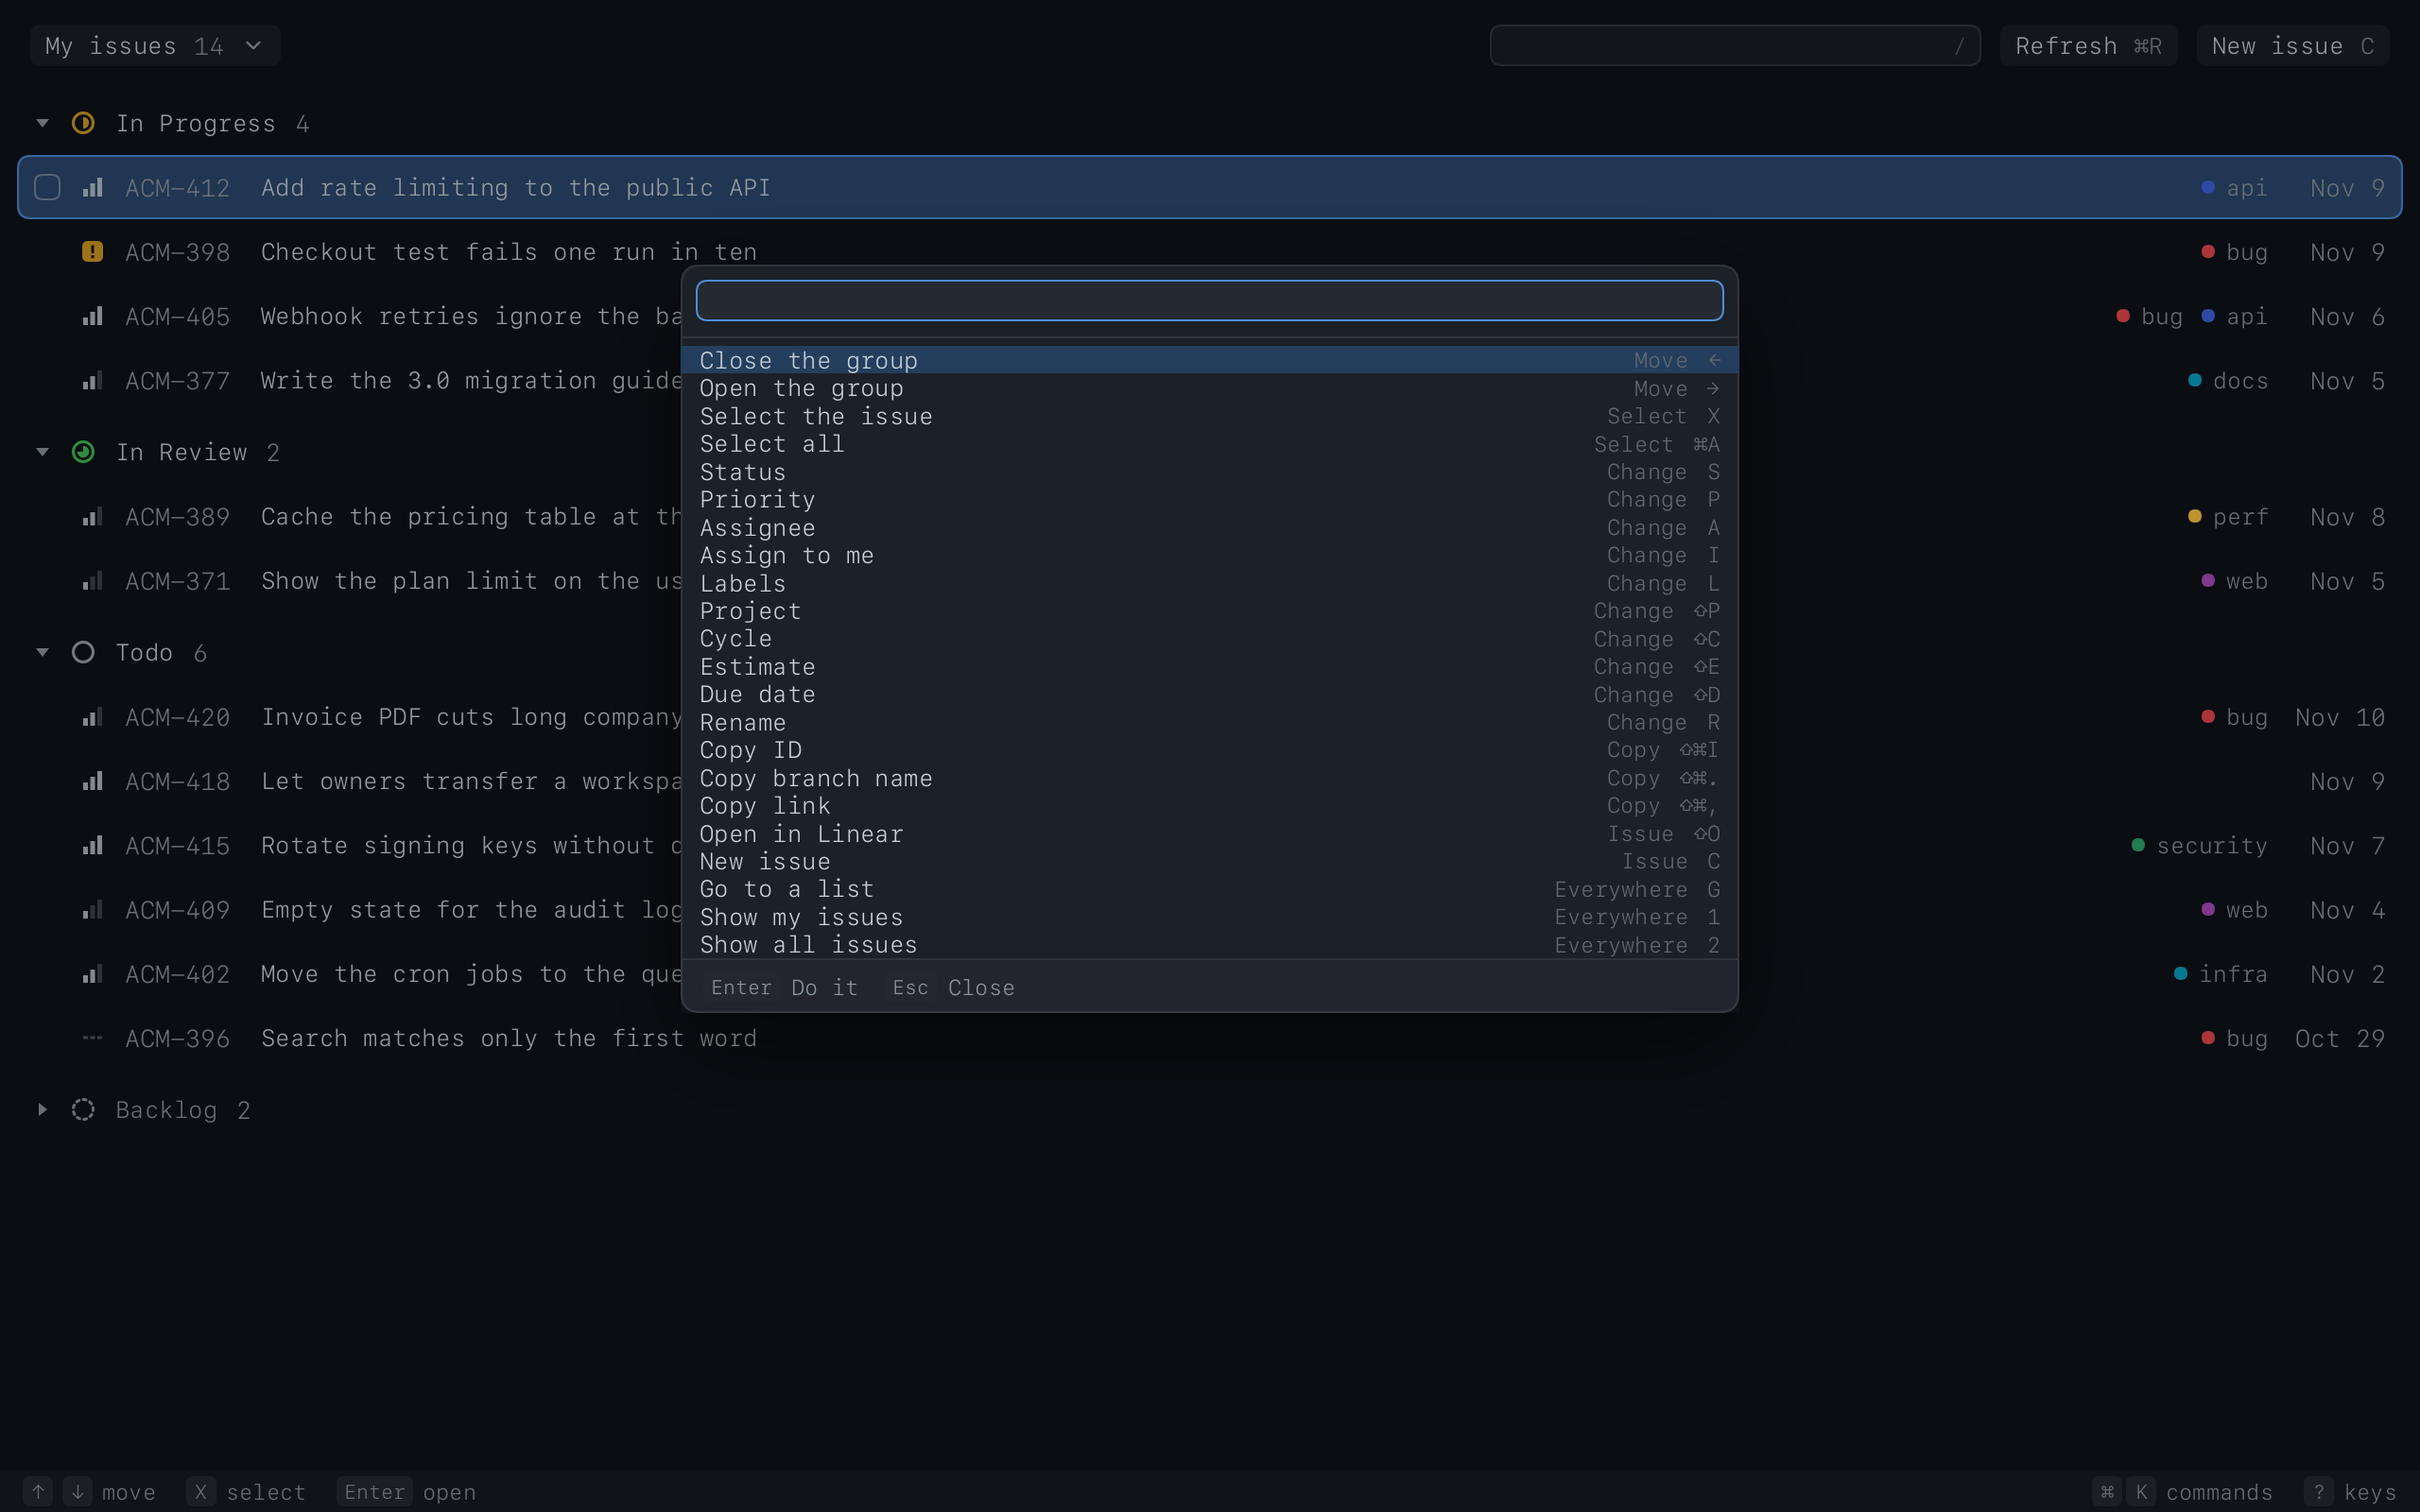 My issues 14 / Refresh ⌘R New issue C
In Progress 4
ACM-412 Add rate limiting to the public API api Nov 9
ACM-398 Checkout test fails one run in ten bug Nov 9
ACM-405 Webhook retries ignore the ba bug api Nov 6
ACM-377 Write the 3.0 migration guide docs Nov 5
In Review 2
ACM-389 Cache the pricing table at th perf Nov 8
ACM-371 Show the plan limit on the us web Nov 5
Todo 6
ACM-420 Invoice PDF cuts long company bug Nov 10
ACM-418 Let owners transfer a workspa Nov 9
ACM-415 Rotate signing keys without security Nov 7
ACM-409 Empty state for the audit log web Nov 4
ACM-402 Move the cron jobs to the que infra Nov 2
ACM-396 Search matches only the first word bug Oct 29
Backlog 2
Close the group Move ←
Open the group Move →
Select the issue Select X
Select all Select ⌘A
Status Change S
Priority Change P
Assignee Change A
Assign to me Change I
Labels Change L
Project Change ⇧P
Cycle Change ⇧C
Estimate Change ⇧E
Due date Change ⇧D
Rename Change R
Copy ID Copy ⇧⌘I
Copy branch name Copy ⇧⌘.
Copy link Copy ⇧⌘,
Open in Linear Issue ⇧O
New issue Issue C
Go to a list Everywhere G
Show my issues Everywhere 1
Show all issues Everywhere 2
Enter Do it Esc Close
↑ ↓ move X select Enter open ⌘ K commands ? keys